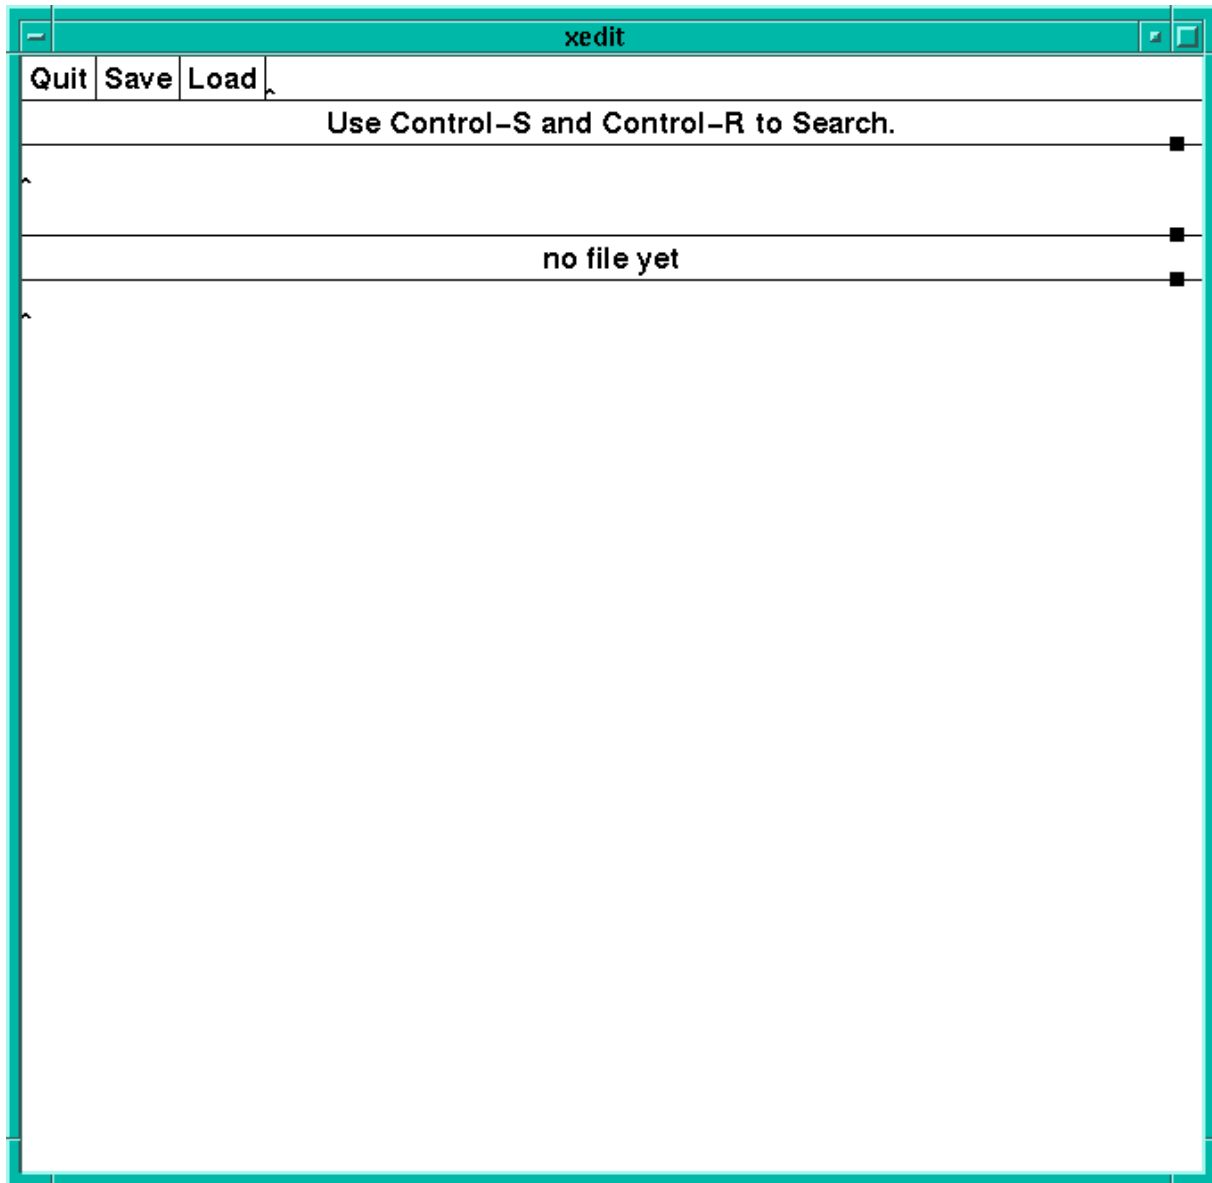 xedit
Quit Save Load
Use Control-S and Control-R to Search.
no file yet